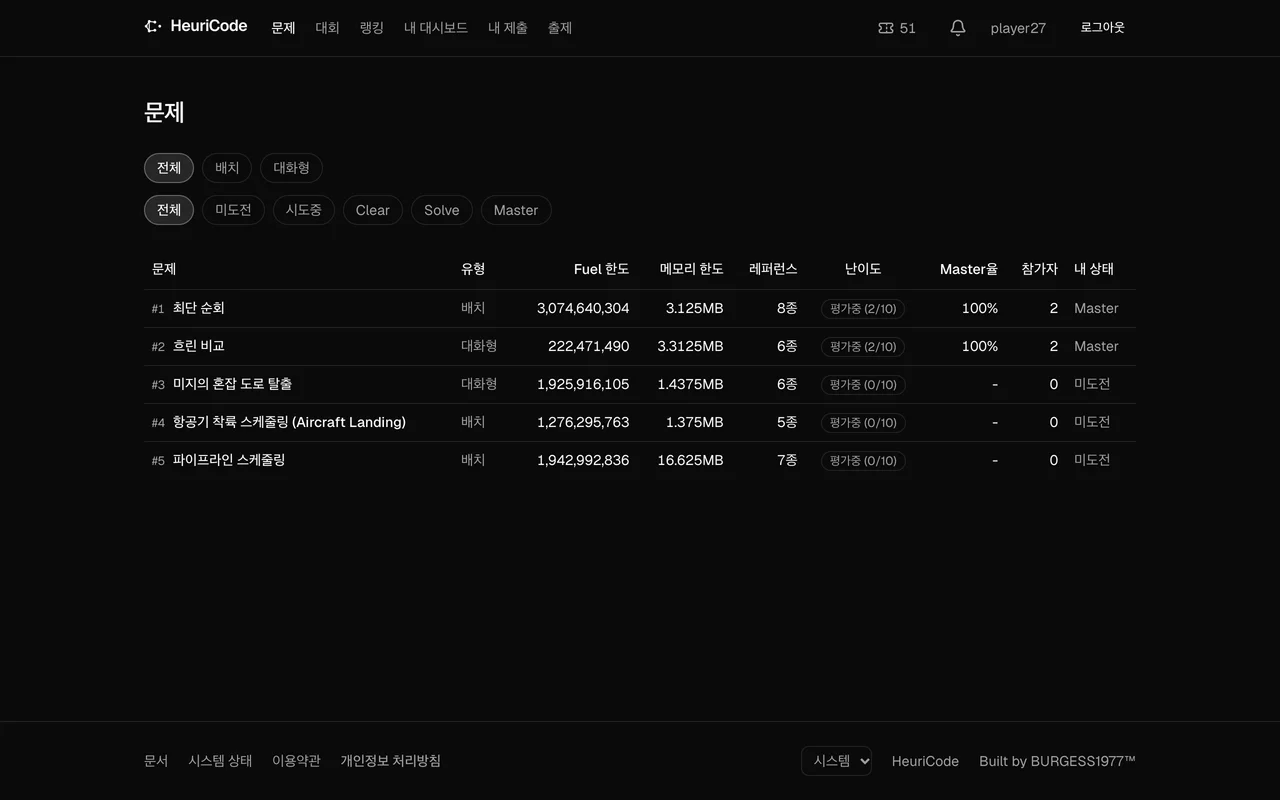 HeuriCode 문제 대회 랭킹 내 대시보드 내 제출 출제 51 player27 로그아웃
문제
전체 배치 대화형
전체 미도전 시도중 Clear Solve Master
문제 유형 Fuel 한도 메모리 한도 레퍼런스 난이도 Master율 참가자 내 상태
#1 최단 순회 배치 3,074,640,304 3.125MB 8종 평가중 (2/10) 100% 2 Master
#2 흐린 비교 대화형 222,471,490 3.3125MB 6종 평가중 (2/10) 100% 2 Master
#3 미지의 혼잡 도로 탈출 대화형 1,925,916,105 1.4375MB 6종 평가중 (0/10) - 0 미도전
#4 항공기 착륙 스케줄링 (Aircraft Landing) 배치 1,276,295,763 1.375MB 5종 평가중 (0/10) - 0 미도전
#5 파이프라인 스케줄링 배치 1,942,992,836 16.625MB 7종 평가중 (0/10) - 0 미도전
문서 시스템 상태 이용약관 개인정보 처리방침 시스템 HeuriCode Built by BURGESS1977™